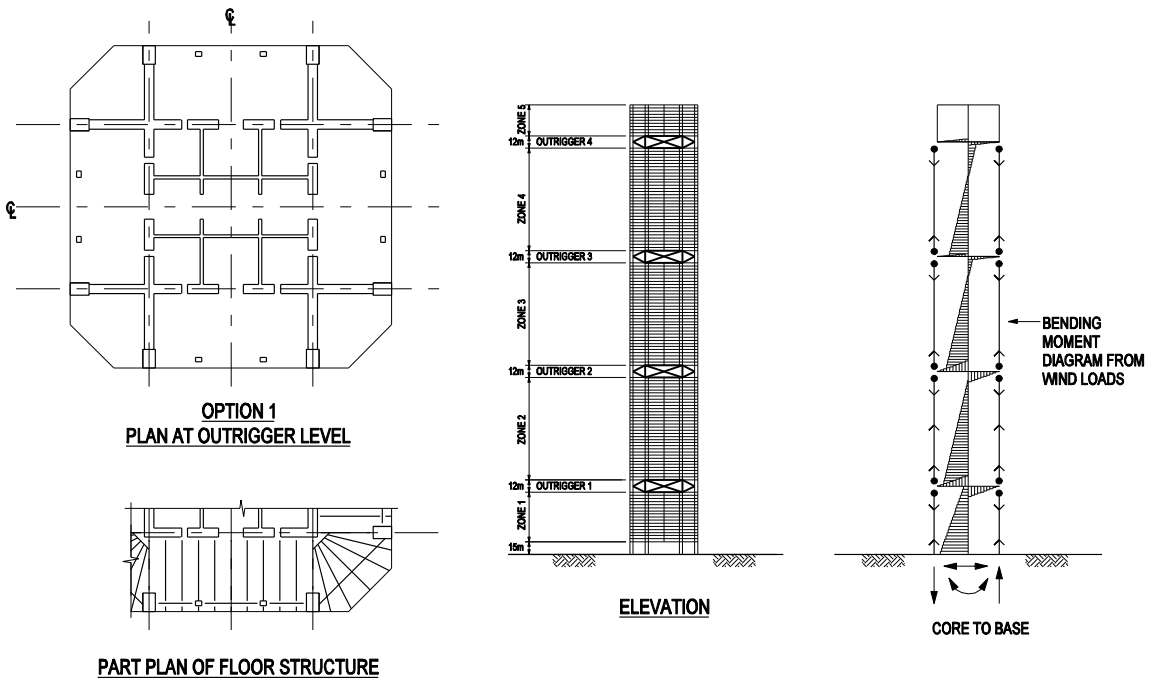 ℄
℄
OPTION 1
PLAN AT OUTRIGGER LEVEL
PART PLAN OF FLOOR STRUCTURE
ZONE 5
12m
OUTRIGGER 4
ZONE 4
12m
OUTRIGGER 3
ZONE 3
12m
OUTRIGGER 2
ZONE 2
12m
OUTRIGGER 1
ZONE 1
15m
ELEVATION
BENDING
MOMENT
DIAGRAM FROM
WIND LOADS
CORE TO BASE